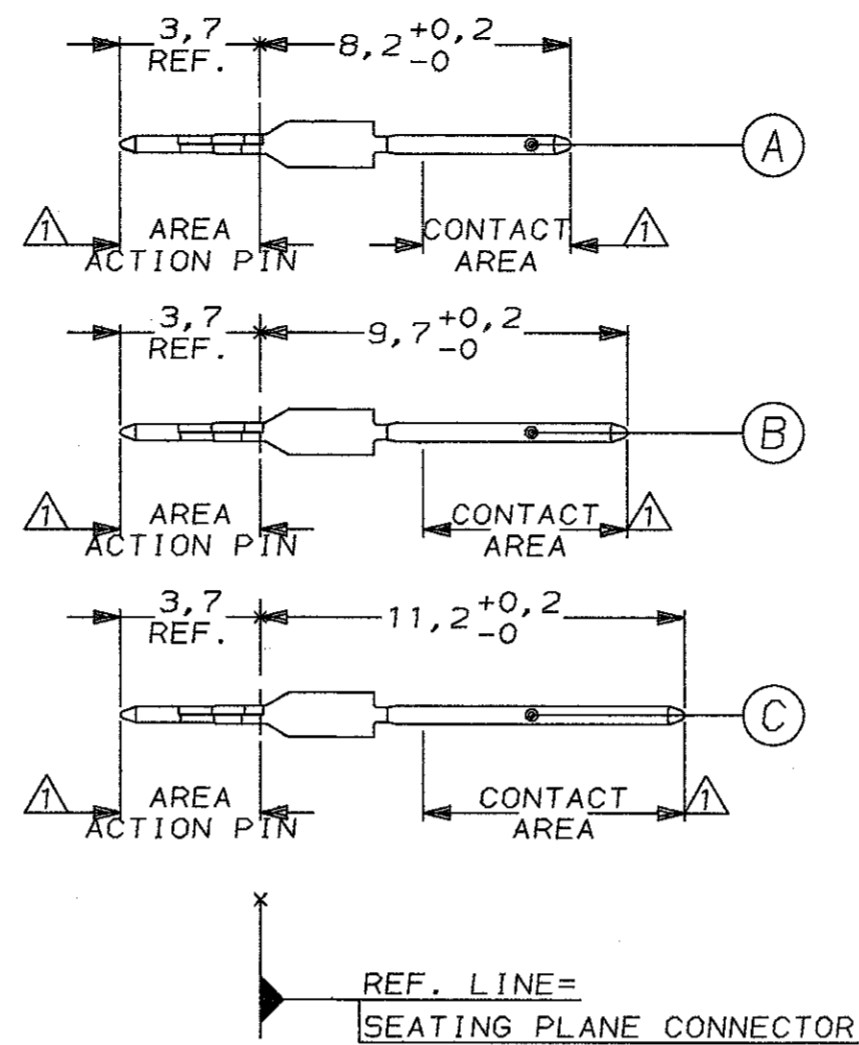 3,7
REF.
8,2 +0,2
-0
A
1
AREA
ACTION PIN
CONTACT
AREA
1
3,7
REF.
9,7 +0,2
-0
B
1
AREA
ACTION PIN
CONTACT
AREA
1
3,7
REF.
11,2 +0,2
-0
C
1
AREA
ACTION PIN
CONTACT
AREA
1
REF. LINE=
SEATING PLANE CONNECTOR